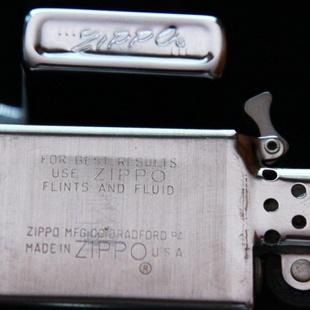 ZIPPO®
FOR BEST RESULTS
USE ZIPPO
FLINTS AND FLUID
ZIPPO MFG.CO.BRADFORD PA.
MADE IN ZIPPO U S A
®